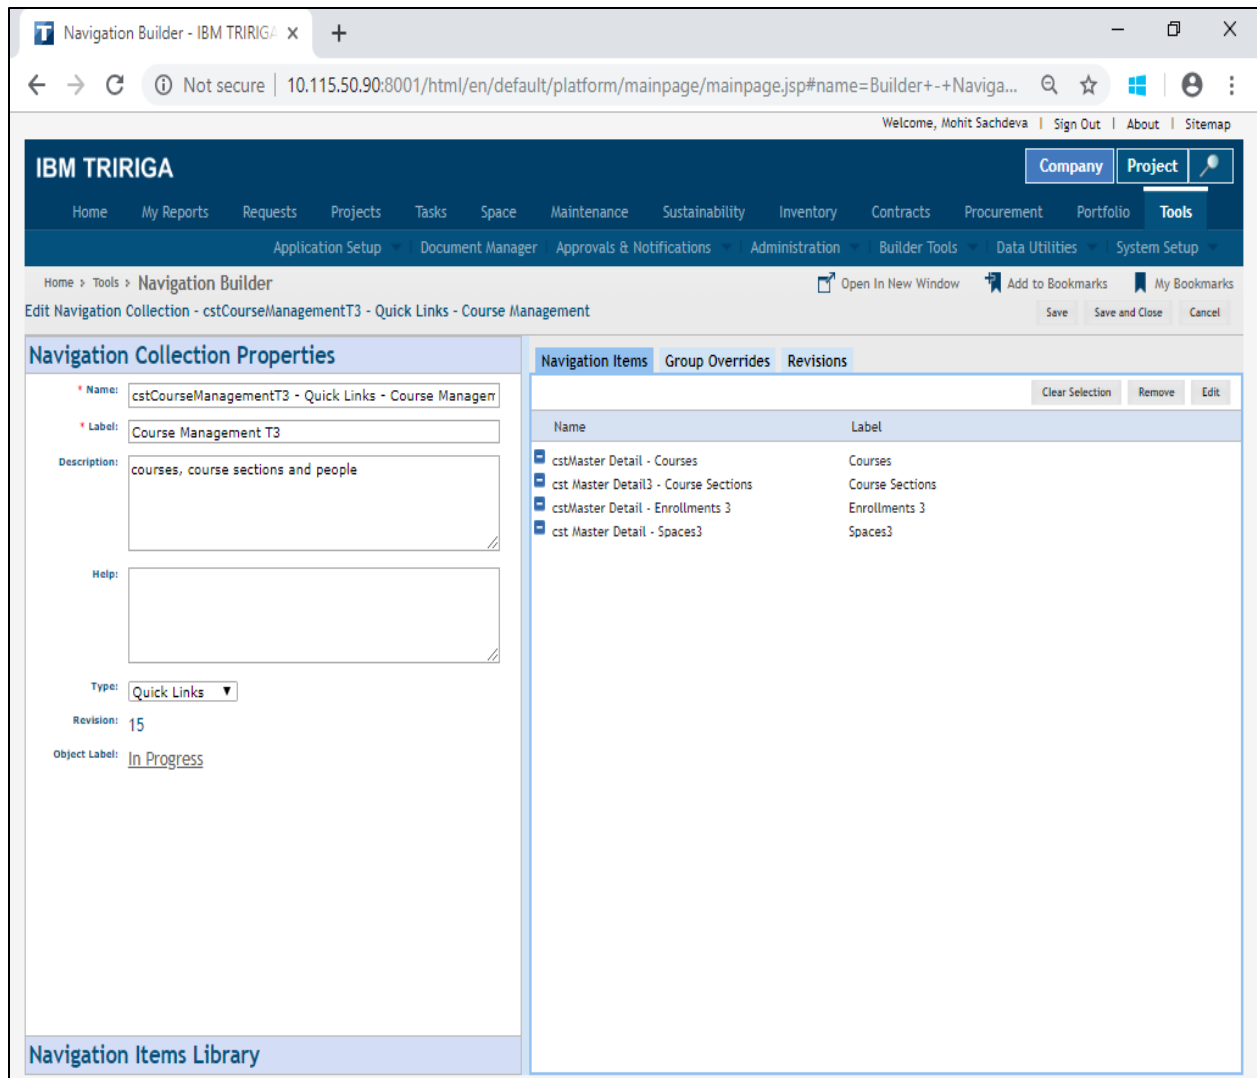 Navigation Builder - IBM TRIRIGA
Not secure | 10.115.50.90:8001/html/en/default/platform/mainpage/mainpage.jsp#name=Builder+-+Naviga...
Welcome, Mohit Sachdeva | Sign Out | About | Sitemap
IBM TRIRIGA
Company Project
Home My Reports Requests Projects Tasks Space Maintenance Sustainability Inventory Contracts Procurement Portfolio Tools
Application Setup Document Manager Approvals & Notifications Administration Builder Tools Data Utilities System Setup
Home > Tools > Navigation Builder
Open In New Window Add to Bookmarks My Bookmarks
Edit Navigation Collection - cstCourseManagementT3 - Quick Links - Course Management
Save Save and Close Cancel
Navigation Collection Properties
* Name: cstCourseManagementT3 - Quick Links - Course Managem
* Label: Course Management T3
Description: courses, course sections and people
Help:
Type: Quick Links
Revision: 15
Object Label: In Progress
Navigation Items Library
Navigation Items Group Overrides Revisions
Clear Selection Remove Edit
Name Label
cstMaster Detail - Courses Courses
cst Master Detail3 - Course Sections Course Sections
cstMaster Detail - Enrollments 3 Enrollments 3
cst Master Detail - Spaces3 Spaces3